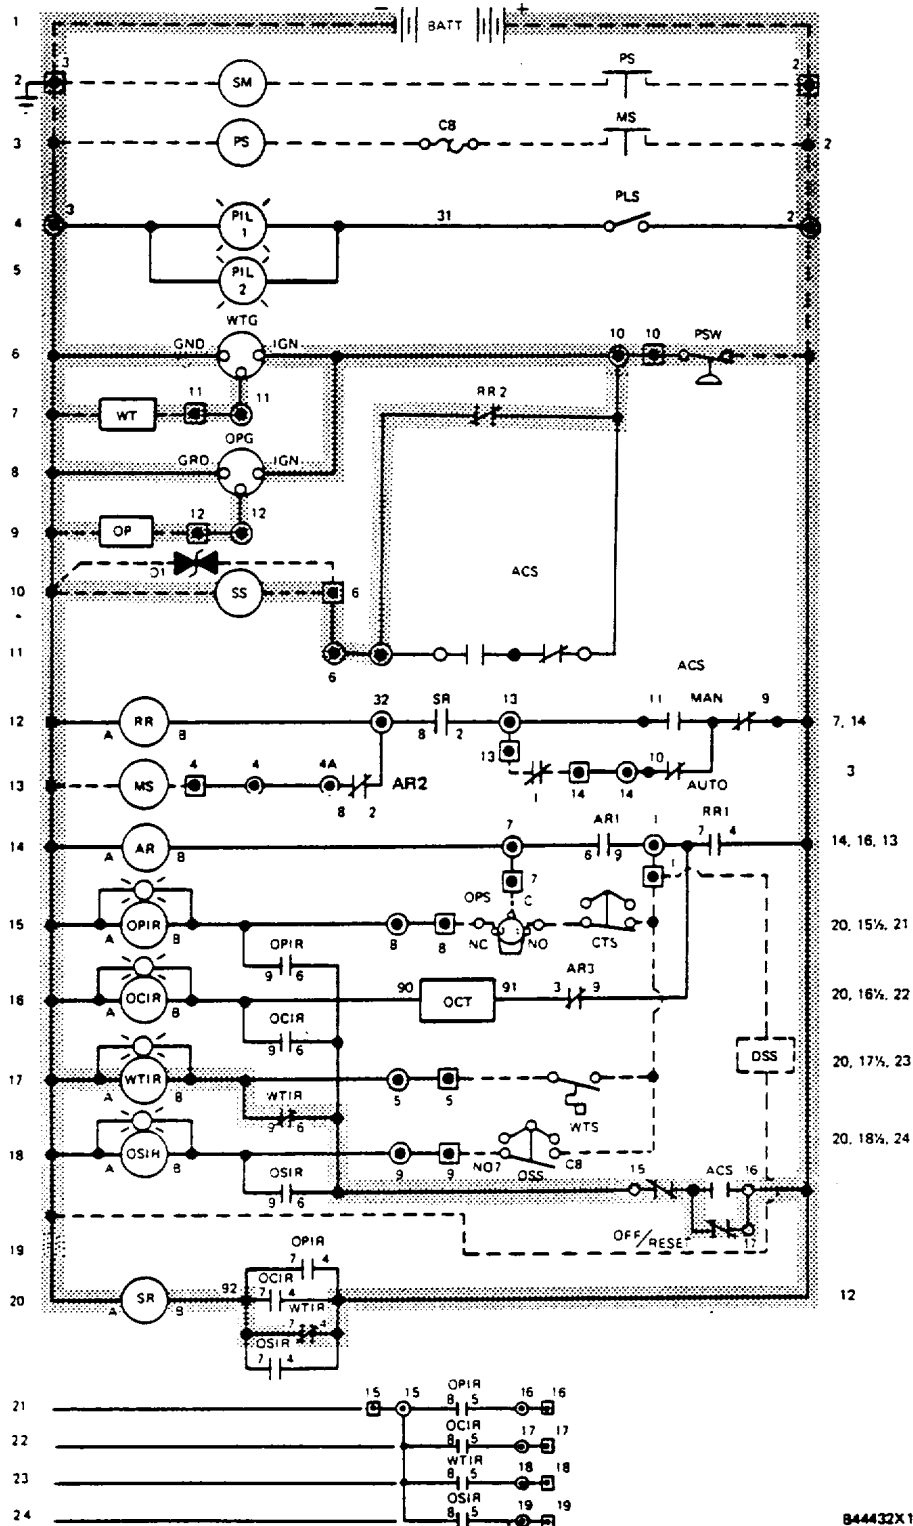 1 − BATT +
3 PS
2 SM 2
MS
3 PS CB 2
PLS
4 3 PIL 1 31 2
5 PIL 2
WTG
6 GND IGN 10 10 PSW
RR2
7 WT 11 11
OPG
8 GRD IGN
9 OP 12 12
D1 ACS
10 SS 6
11 6
ACS
32 SR 13 11 MAN 9
12 A RR B 8 2 7, 14
13 10
13 MS 4 4 4A 8 2 AR2 1 14 14 AUTO 3
7 AR1 1 RR1
14 A AR B 6 9 7 4 14, 16, 13
7 1
OPS C
15 A OPIR B 8 8 NC NO CTS 20, 15½, 21
OPIR
9 6 AR3
16 A OCIR B 90 OCT 91 3 9 20, 16½, 22
OCIR
9 6 DSS
17 A WTIR B 5 5 20, 17½, 23
WTIR
9 6 WTS
20, 18½, 24
18 A OSIR B 9 9 NO7 OSS C8
OSIR 15 ACS 16
9 6
OPIR OFF/RESET 17
19 7 4
OCIR
20 A SR B 92 7 4 12
WTIR
7 4
OSIR
7 4
OPIR
21 15 15 8 5 16 16
OCIR
22 8 5 17 17
WTIR
23 8 5 18 18
OSIR
24 8 5 19 19
B44432X1